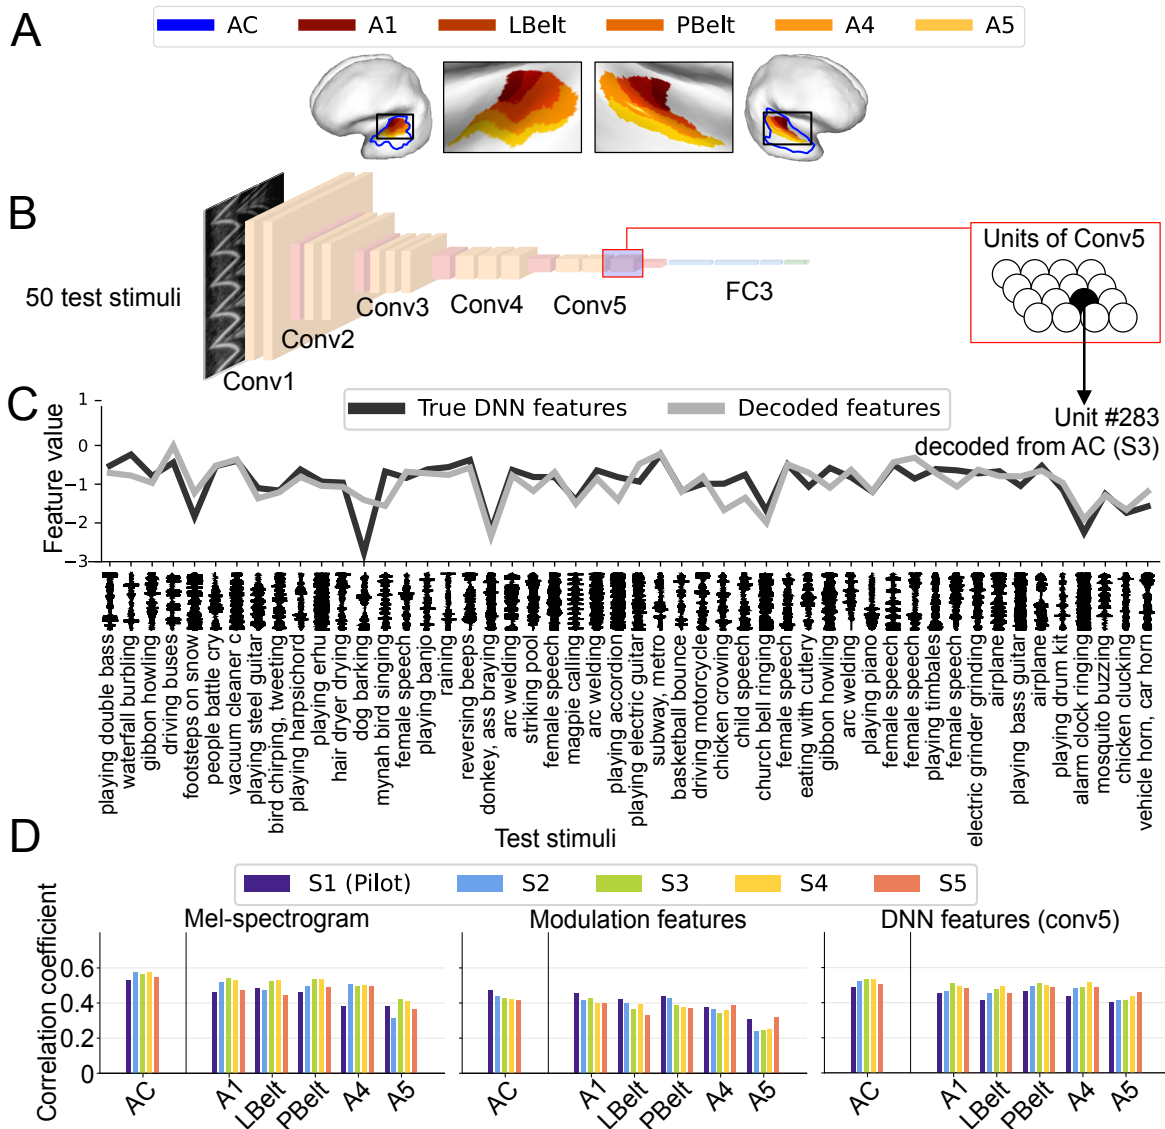 A
AC A1 LBelt PBelt A4 A5
B
50 test stimuli
Conv1
Conv2
Conv3
Conv4
Conv5
FC3
Units of Conv5
Unit #283
decoded from AC (S3)
C
True DNN features Decoded features
Feature value
1
0
−1
−2
−3
playing double bass
waterfall burbling
gibbon howling
driving buses
footsteps on snow
people battle cry
vacuum cleaner c
playing steel guitar
bird chirping, tweeting
playing harpsichord
playing erhu
hair dryer drying
dog barking
mynah bird singing
female speech
playing banjo
raining
reversing beeps
donkey, ass braying
arc welding
striking pool
female speech
magpie calling
arc welding
playing accordion
playing electric guitar
subway, metro
basketball bounce
driving motorcycle
chicken crowing
child speech
church bell ringing
female speech
eating with cutlery
gibbon howling
arc welding
playing piano
female speech
female speech
playing timbales
female speech
electric grinder grinding
airplane
playing bass guitar
airplane
playing drum kit
alarm clock ringing
mosquito buzzing
chicken clucking
vehicle horn, car horn
Test stimuli
D
S1 (Pilot) S2 S3 S4 S5
Correlation coefficient
Mel-spectrogram
Modulation features
DNN features (conv5)
0.6
0.4
0.2
0
AC A1 LBelt PBelt A4 A5
AC A1 LBelt PBelt A4 A5
AC A1 LBelt PBelt A4 A5